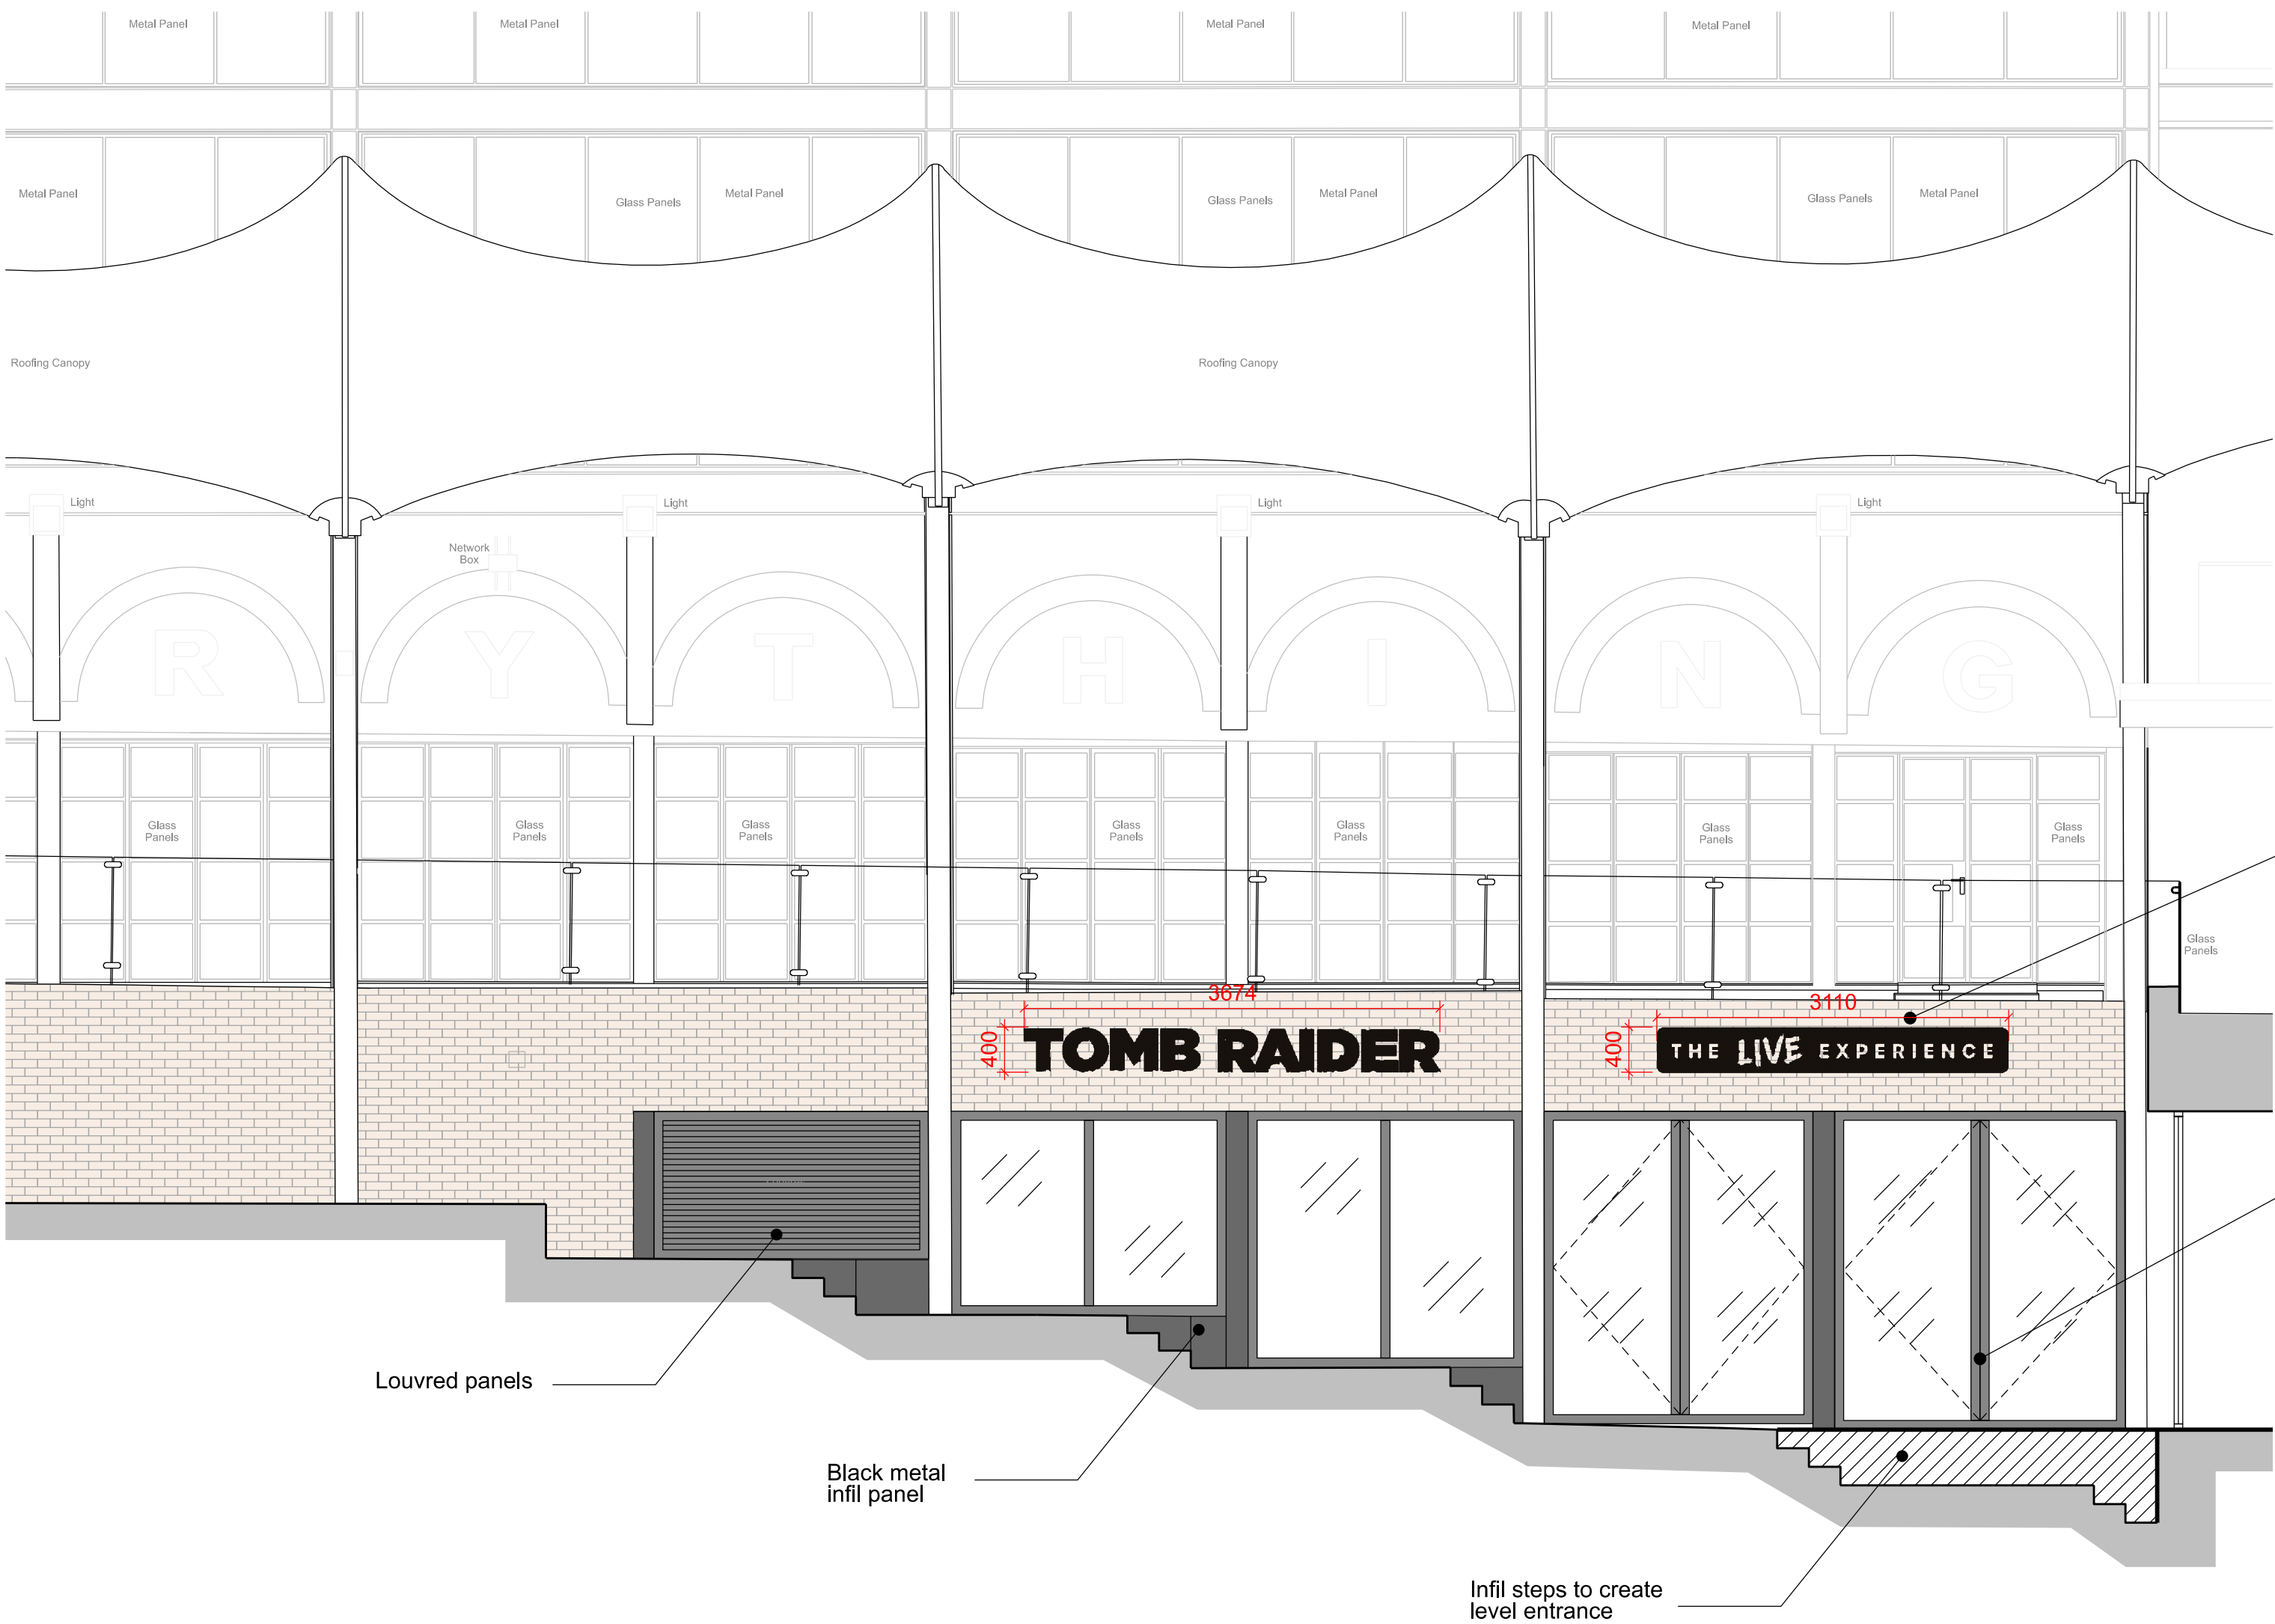 Metal Panel
Metal Panel
Metal Panel
Metal Panel
Metal Panel
Glass Panels
Metal Panel
Glass Panels
Metal Panel
Glass Panels
Metal Panel
Roofing Canopy
Roofing Canopy
Light
Light
Light
Light
Network
Box
R Y T H I N G
Glass
Panels
Glass
Panels
Glass
Panels
Glass
Panels
Glass
Panels
Glass
Panels
Glass
Panels
Glass
Panels
3674
3110
400
TOMB RAIDER
400
THE LIVE EXPERIENCE
Louvred panels
Black metal
infil panel
Infil steps to create
level entrance